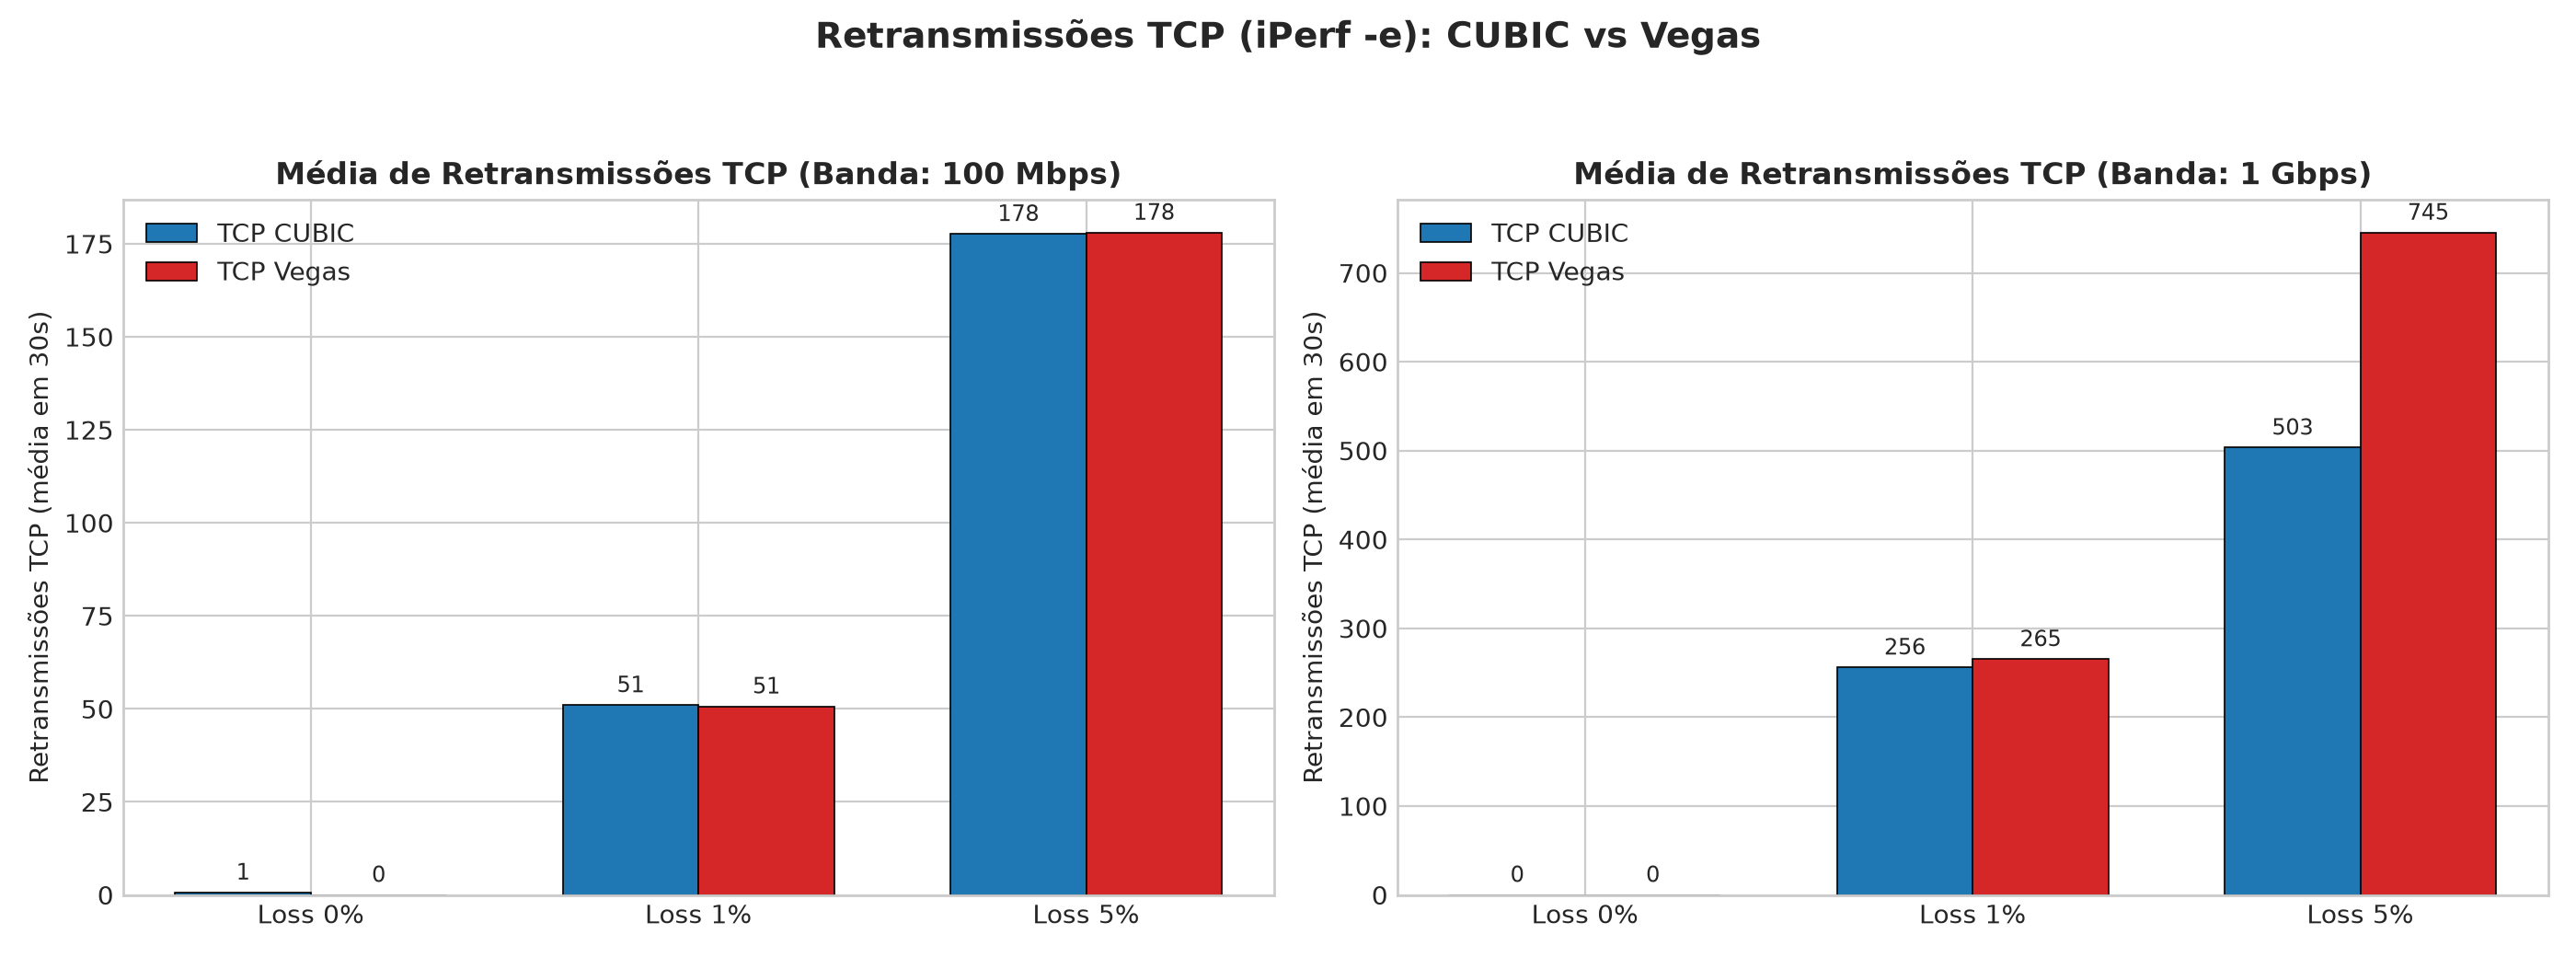 Retransmissões TCP (iPerf -e): CUBIC vs Vegas
Média de Retransmissões TCP (Banda: 100 Mbps)
Retransmissões TCP (média em 30s)
175
150
125
100
75
50
25
0
TCP CUBIC
TCP Vegas
1
0
51
51
178
178
Loss 0%
Loss 1%
Loss 5%
Média de Retransmissões TCP (Banda: 1 Gbps)
Retransmissões TCP (média em 30s)
700
600
500
400
300
200
100
0
TCP CUBIC
TCP Vegas
0
0
256
265
503
745
Loss 0%
Loss 1%
Loss 5%